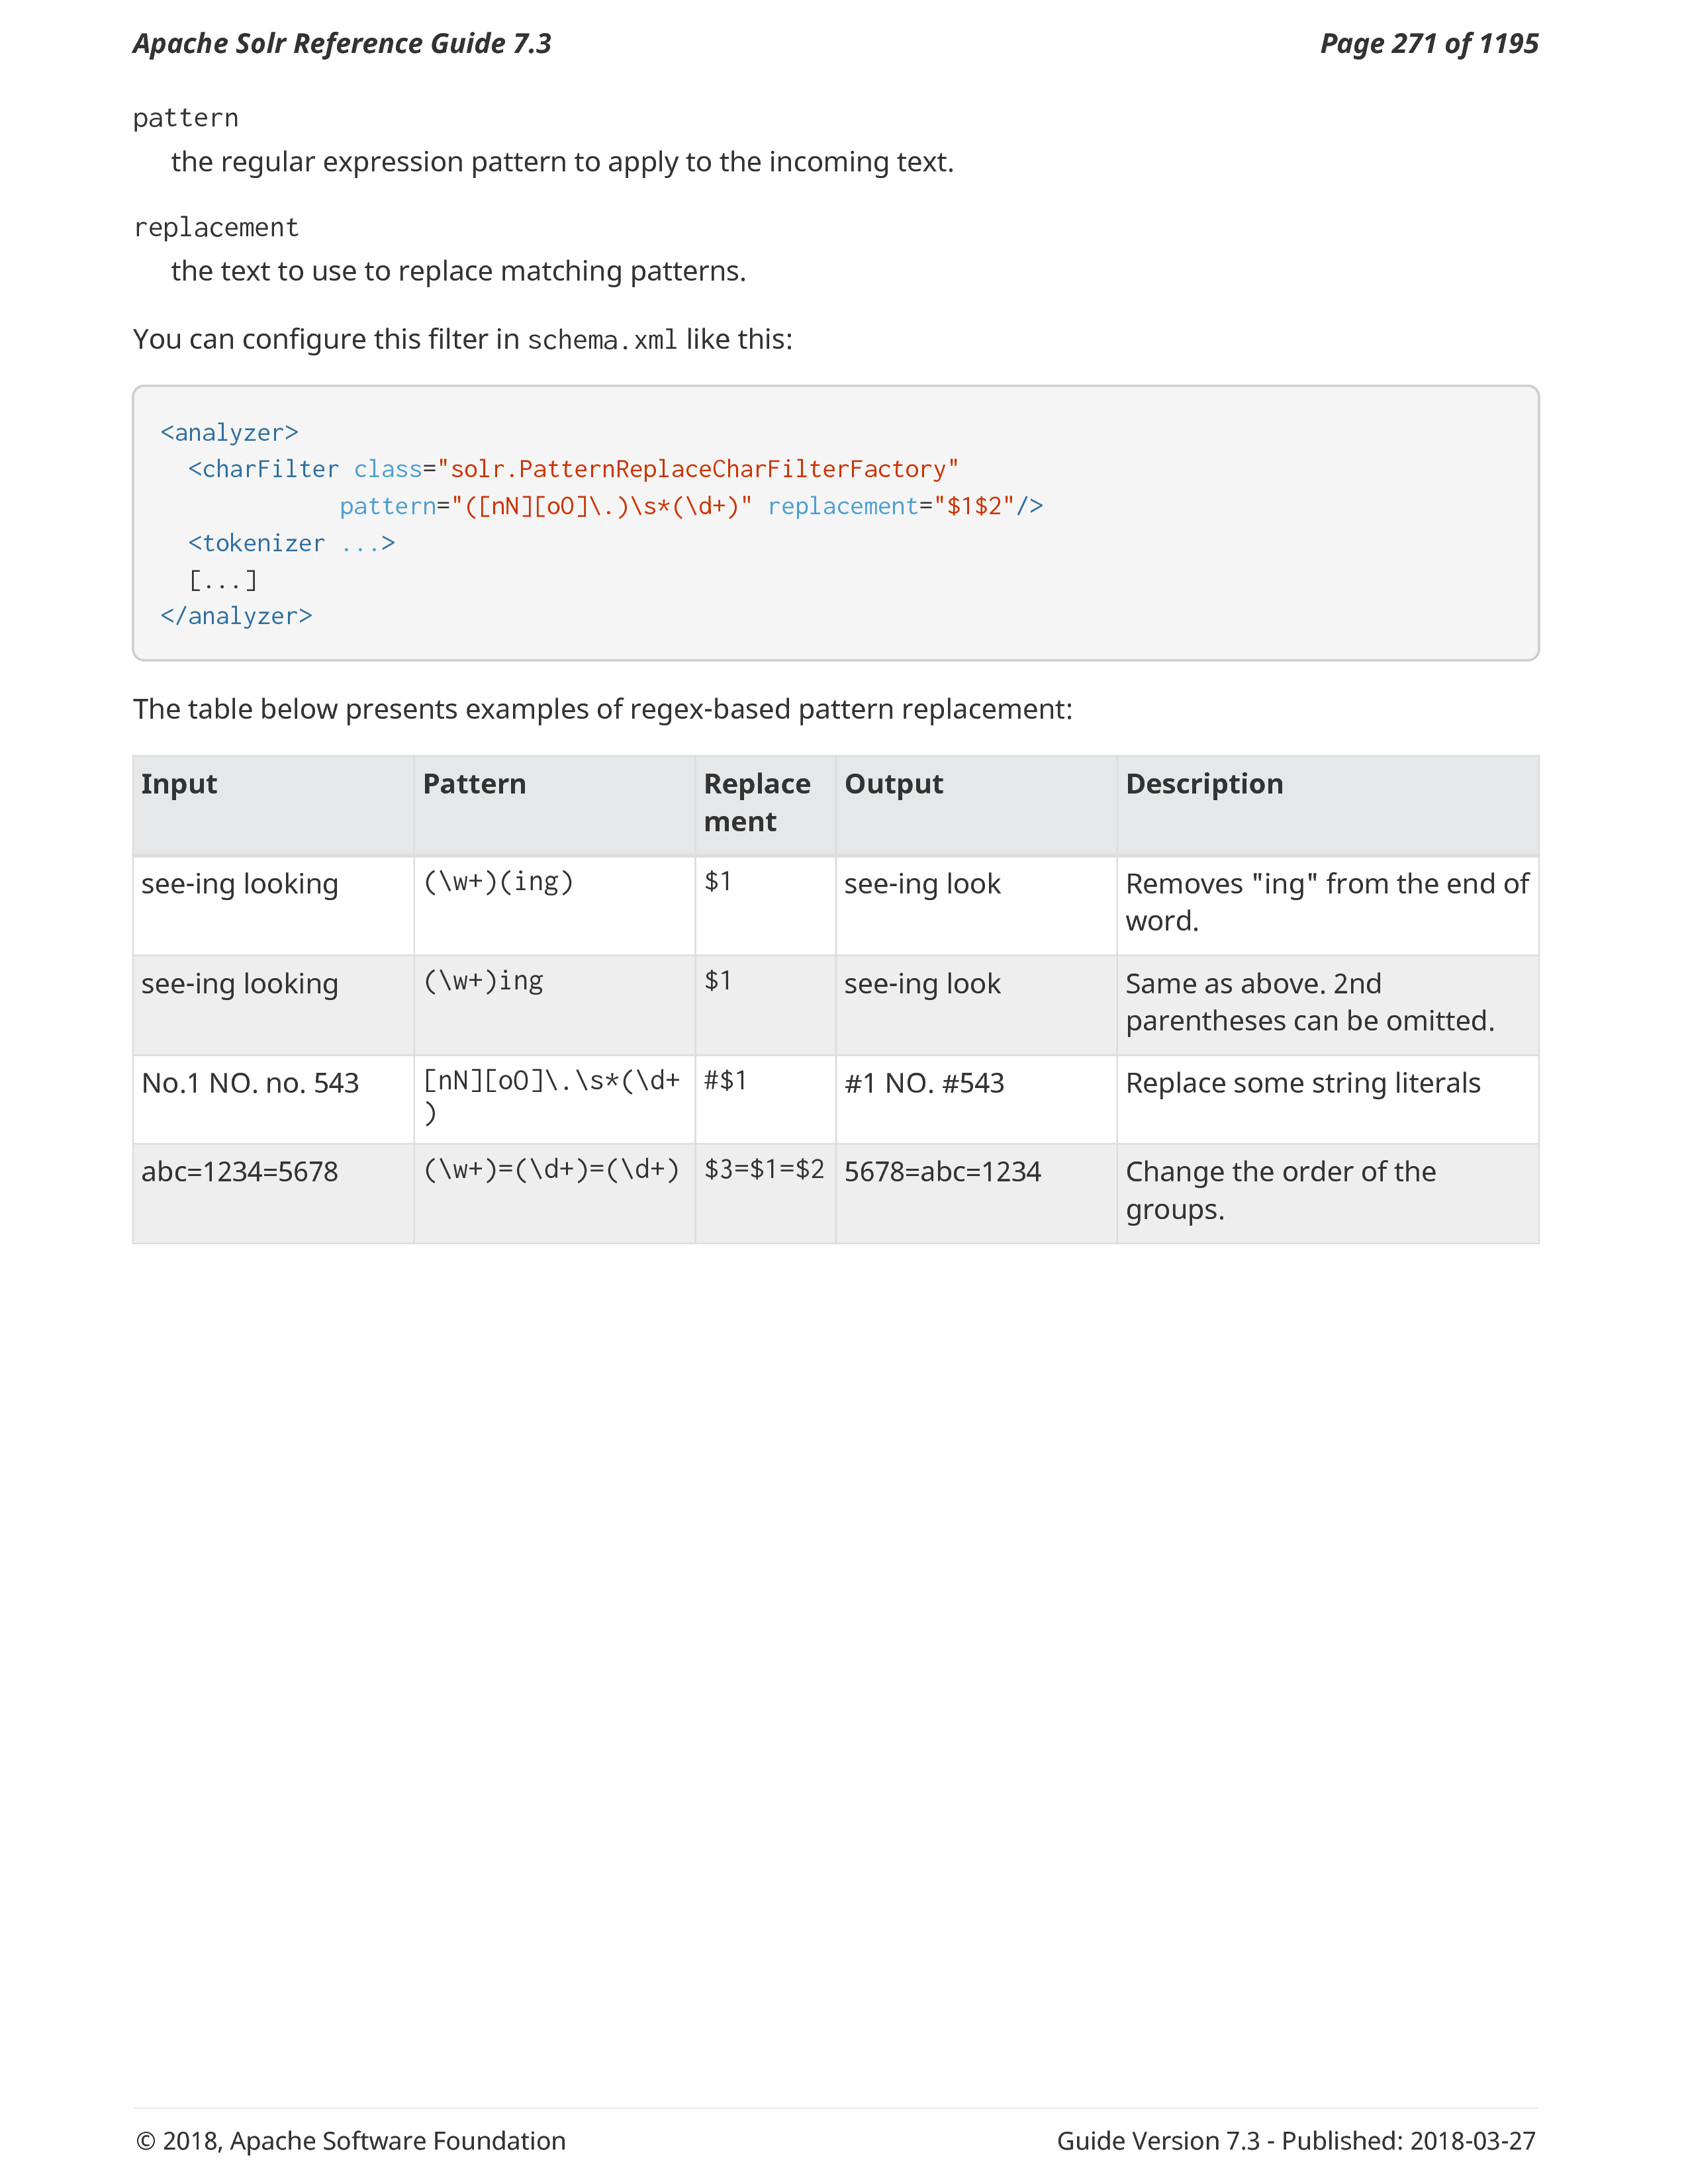 Apache Solr Reference Guide 7.3 Page 271 of 1195
pattern
the regular expression pattern to apply to the incoming text.
replacement
the text to use to replace matching patterns.
You can configure this filter in schema.xml like this:
<analyzer>
  <charFilter class="solr.PatternReplaceCharFilterFactory"
             pattern="([nN][oO]\.)\s*(\d+)" replacement="$1$2"/>
  <tokenizer ...>
  [...]
</analyzer>
The table below presents examples of regex-based pattern replacement:
Input Pattern Replace Output Description
ment
see-ing looking (\w+)(ing) $1 see-ing look Removes "ing" from the end of
word.
see-ing looking (\w+)ing $1 see-ing look Same as above. 2nd
parentheses can be omitted.
No.1 NO. no. 543 [nN][oO]\.\s*(\d+ #$1 #1 NO. #543 Replace some string literals
)
abc=1234=5678 (\w+)=(\d+)=(\d+) $3=$1=$2 5678=abc=1234 Change the order of the
groups.
© 2018, Apache Software Foundation Guide Version 7.3 - Published: 2018-03-27